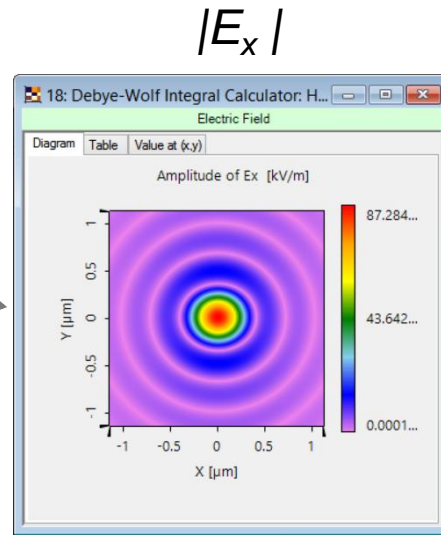 |Eₓ|
18: Debye-Wolf Integral Calculator: H...
Electric Field
Diagram Table Value at (x,y)
Amplitude of Ex [kV/m]
87.284...
43.642...
0.0001...
Y [µm]
1
0.5
0
-0.5
-1
-1 -0.5 0 0.5 1
X [µm]